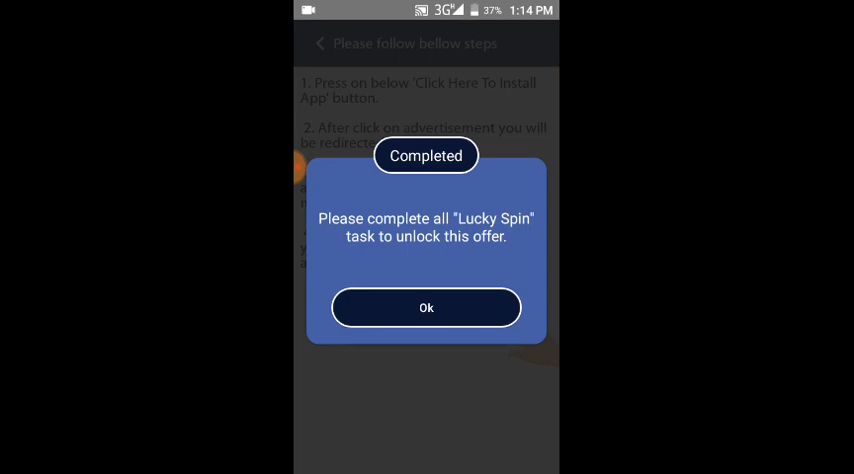 3G H 37% 1:14 PM
Please follow bellow steps
1. Press on below 'Click Here To Install
App' button.
2. After click on advertisement you will
be redirecte
Completed
Please complete all "Lucky Spin"
task to unlock this offer.
Ok